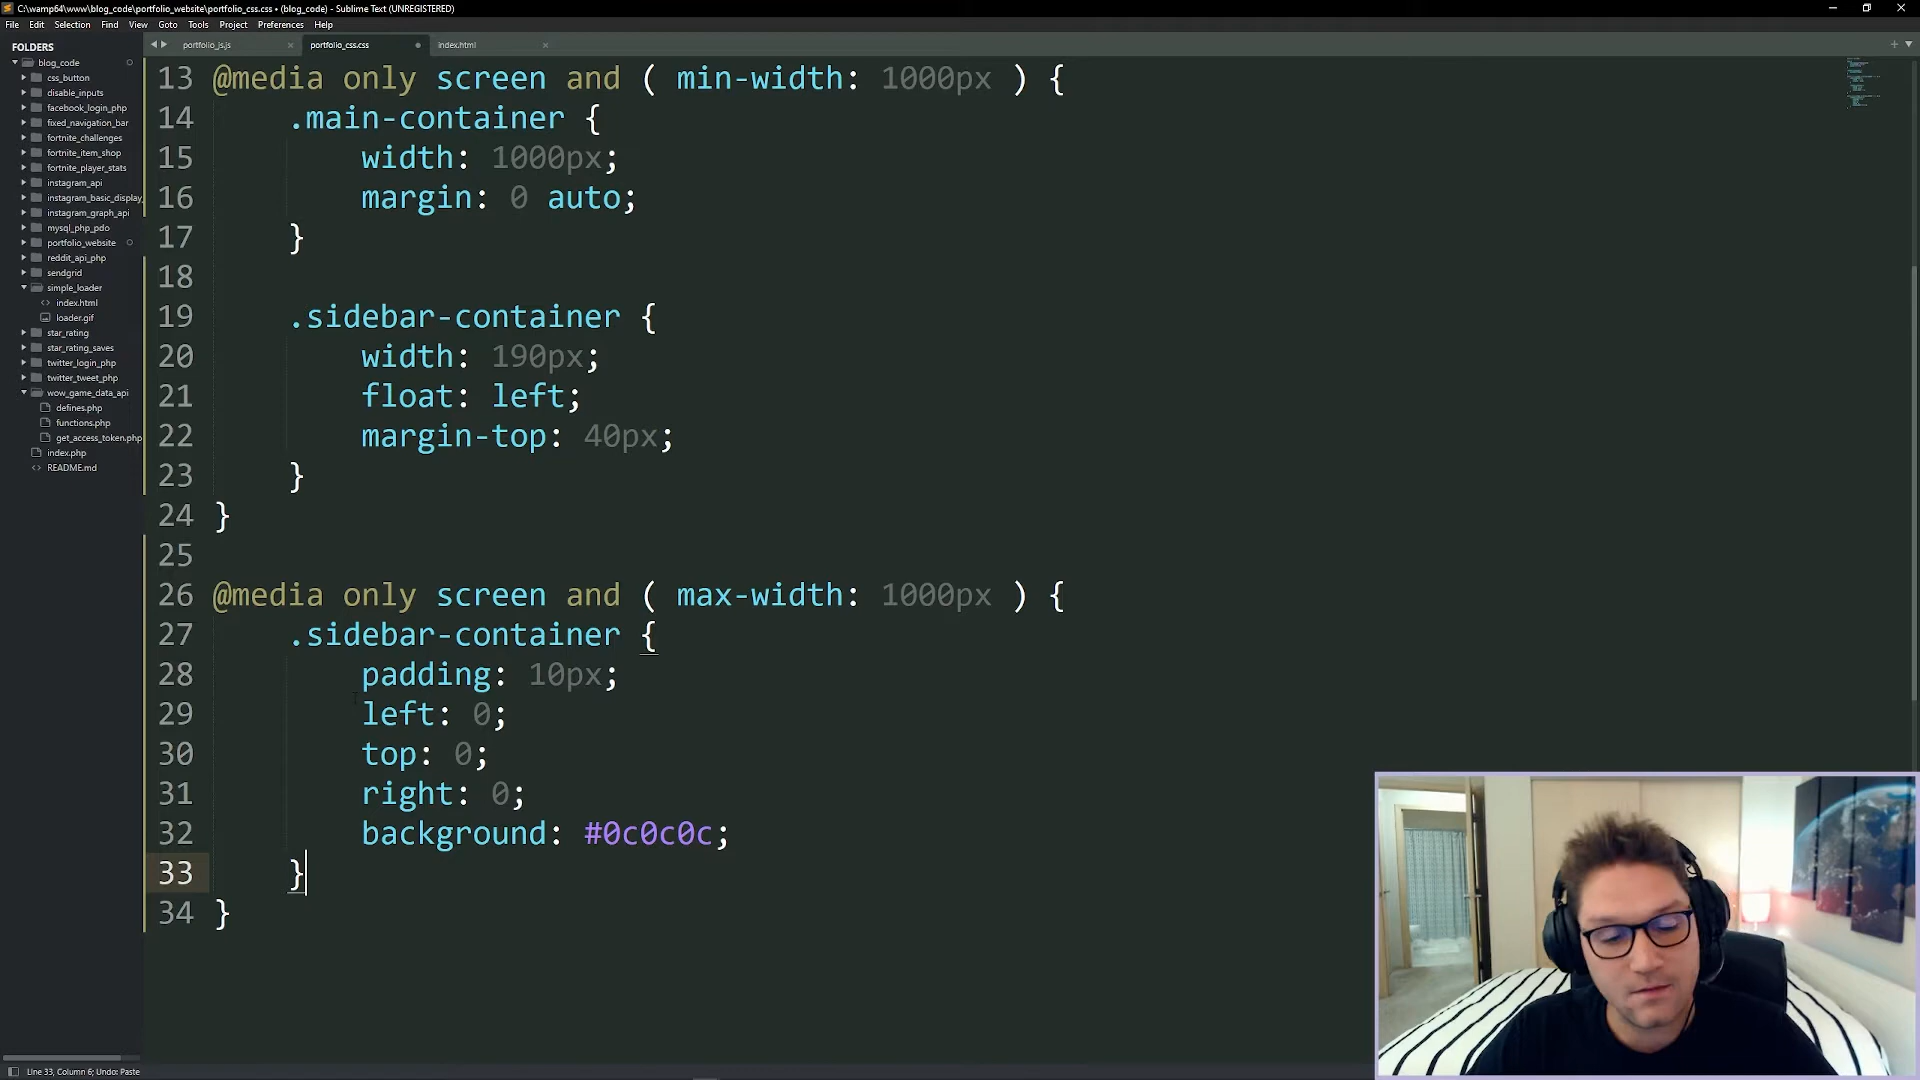 C:\wamp64\www\blog_code\portfolio_website\portfolio_css.css • (blog_code) - Sublime Text (UNREGISTERED)
File Edit Selection Find View Goto Tools Project Preferences Help
FOLDERS
blog_code
css_button
disable_inputs
facebook_login_php
fixed_navigation_bar
fortnite_challenges
fortnite_item_shop
fortnite_player_stats
instagram_api
instagram_basic_display_
instagram_graph_api
mysql_php_pdo
portfolio_website
reddit_api_php
sendgrid
simple_loader
index.html
loader.gif
star_rating
star_rating_saves
twitter_login_php
twitter_tweet_php
wow_game_data_api
defines.php
functions.php
get_access_token.php
index.php
README.md
portfolio_js.js portfolio_css.css index.html
13 @media only screen and ( min-width: 1000px ) {
14 .main-container {
15 width: 1000px;
16 margin: 0 auto;
17 }
18
19 .sidebar-container {
20 width: 190px;
21 float: left;
22 margin-top: 40px;
23 }
24 }
25
26 @media only screen and ( max-width: 1000px ) {
27 .sidebar-container {
28 padding: 10px;
29 left: 0;
30 top: 0;
31 right: 0;
32 background: #0c0c0c;
33 }
34 }
Line 33, Column 6; Undo: Paste